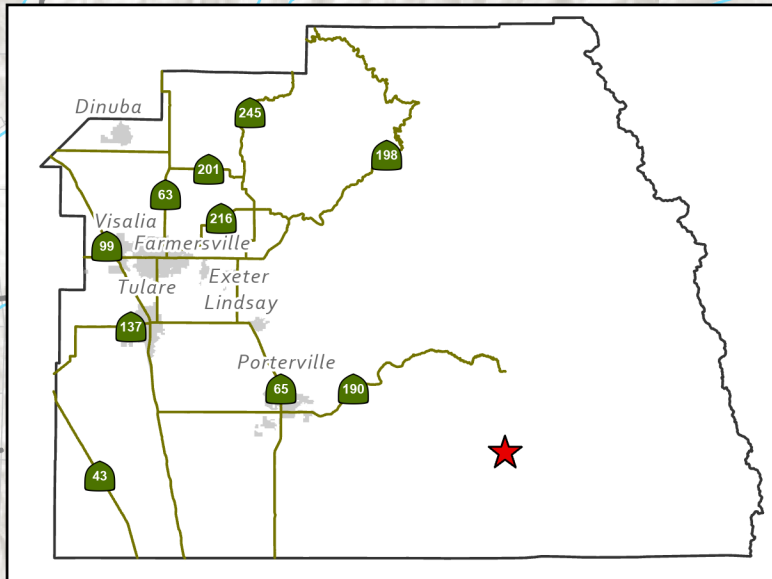 Dinuba
245
198
201
63
216
Visalia
99
Farmersville
Exeter
Tulare
Lindsay
137
Porterville
65
190
43